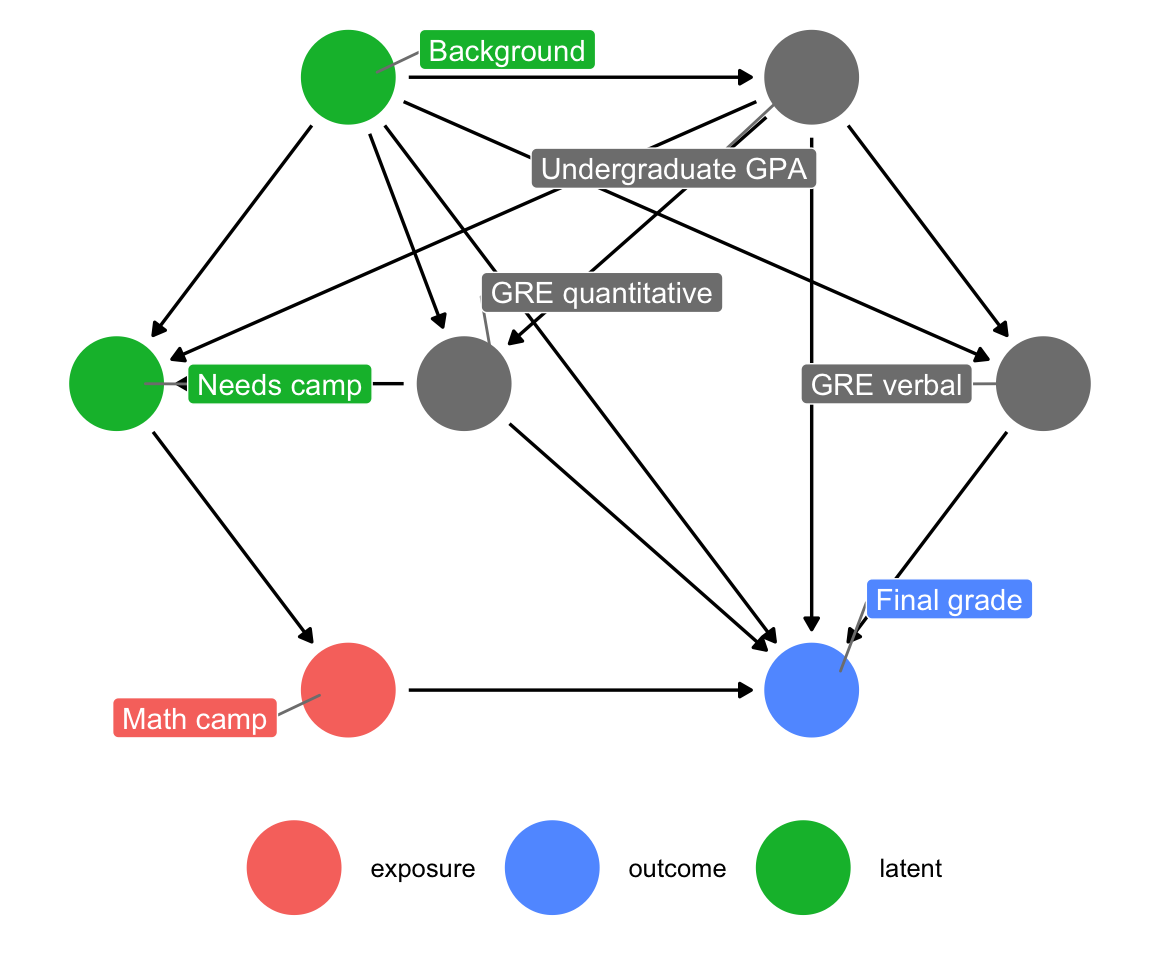 Background
Undergraduate GPA
GRE quantitative
Needs camp
GRE verbal
Final grade
Math camp
exposure
outcome
latent